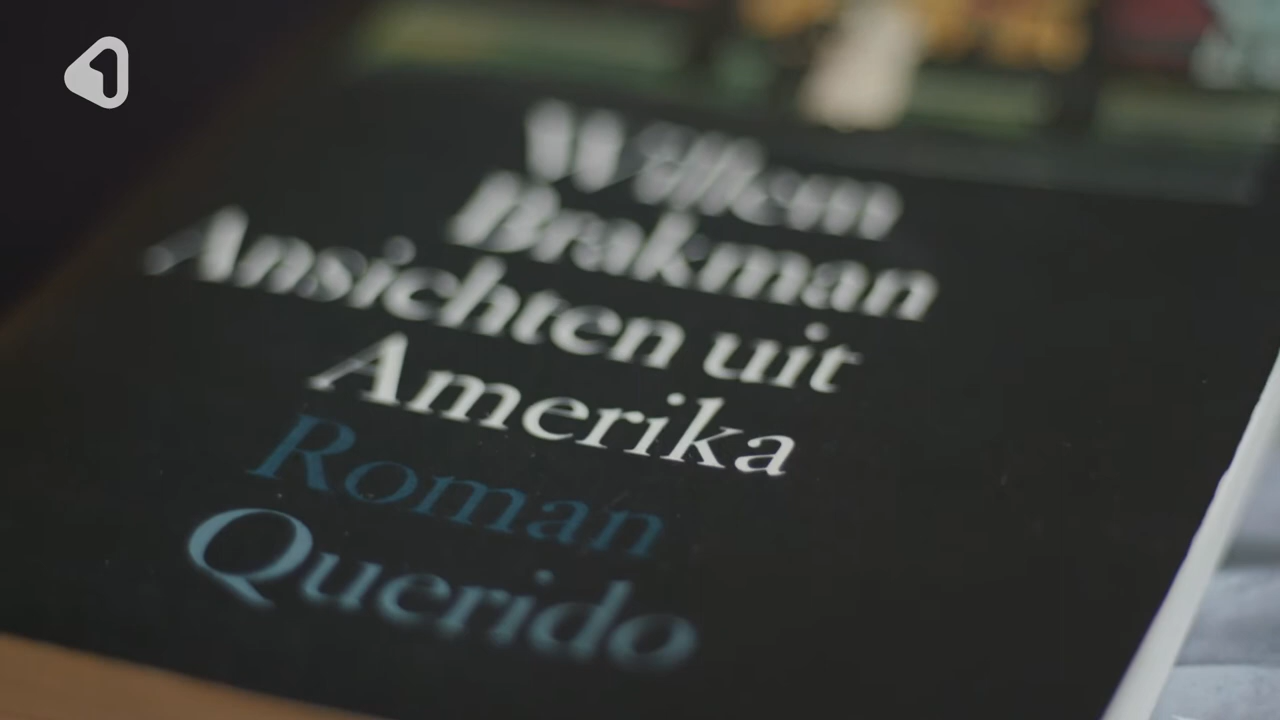 Willem
Brakman
Ansichten uit
Amerika
Roman
Querido